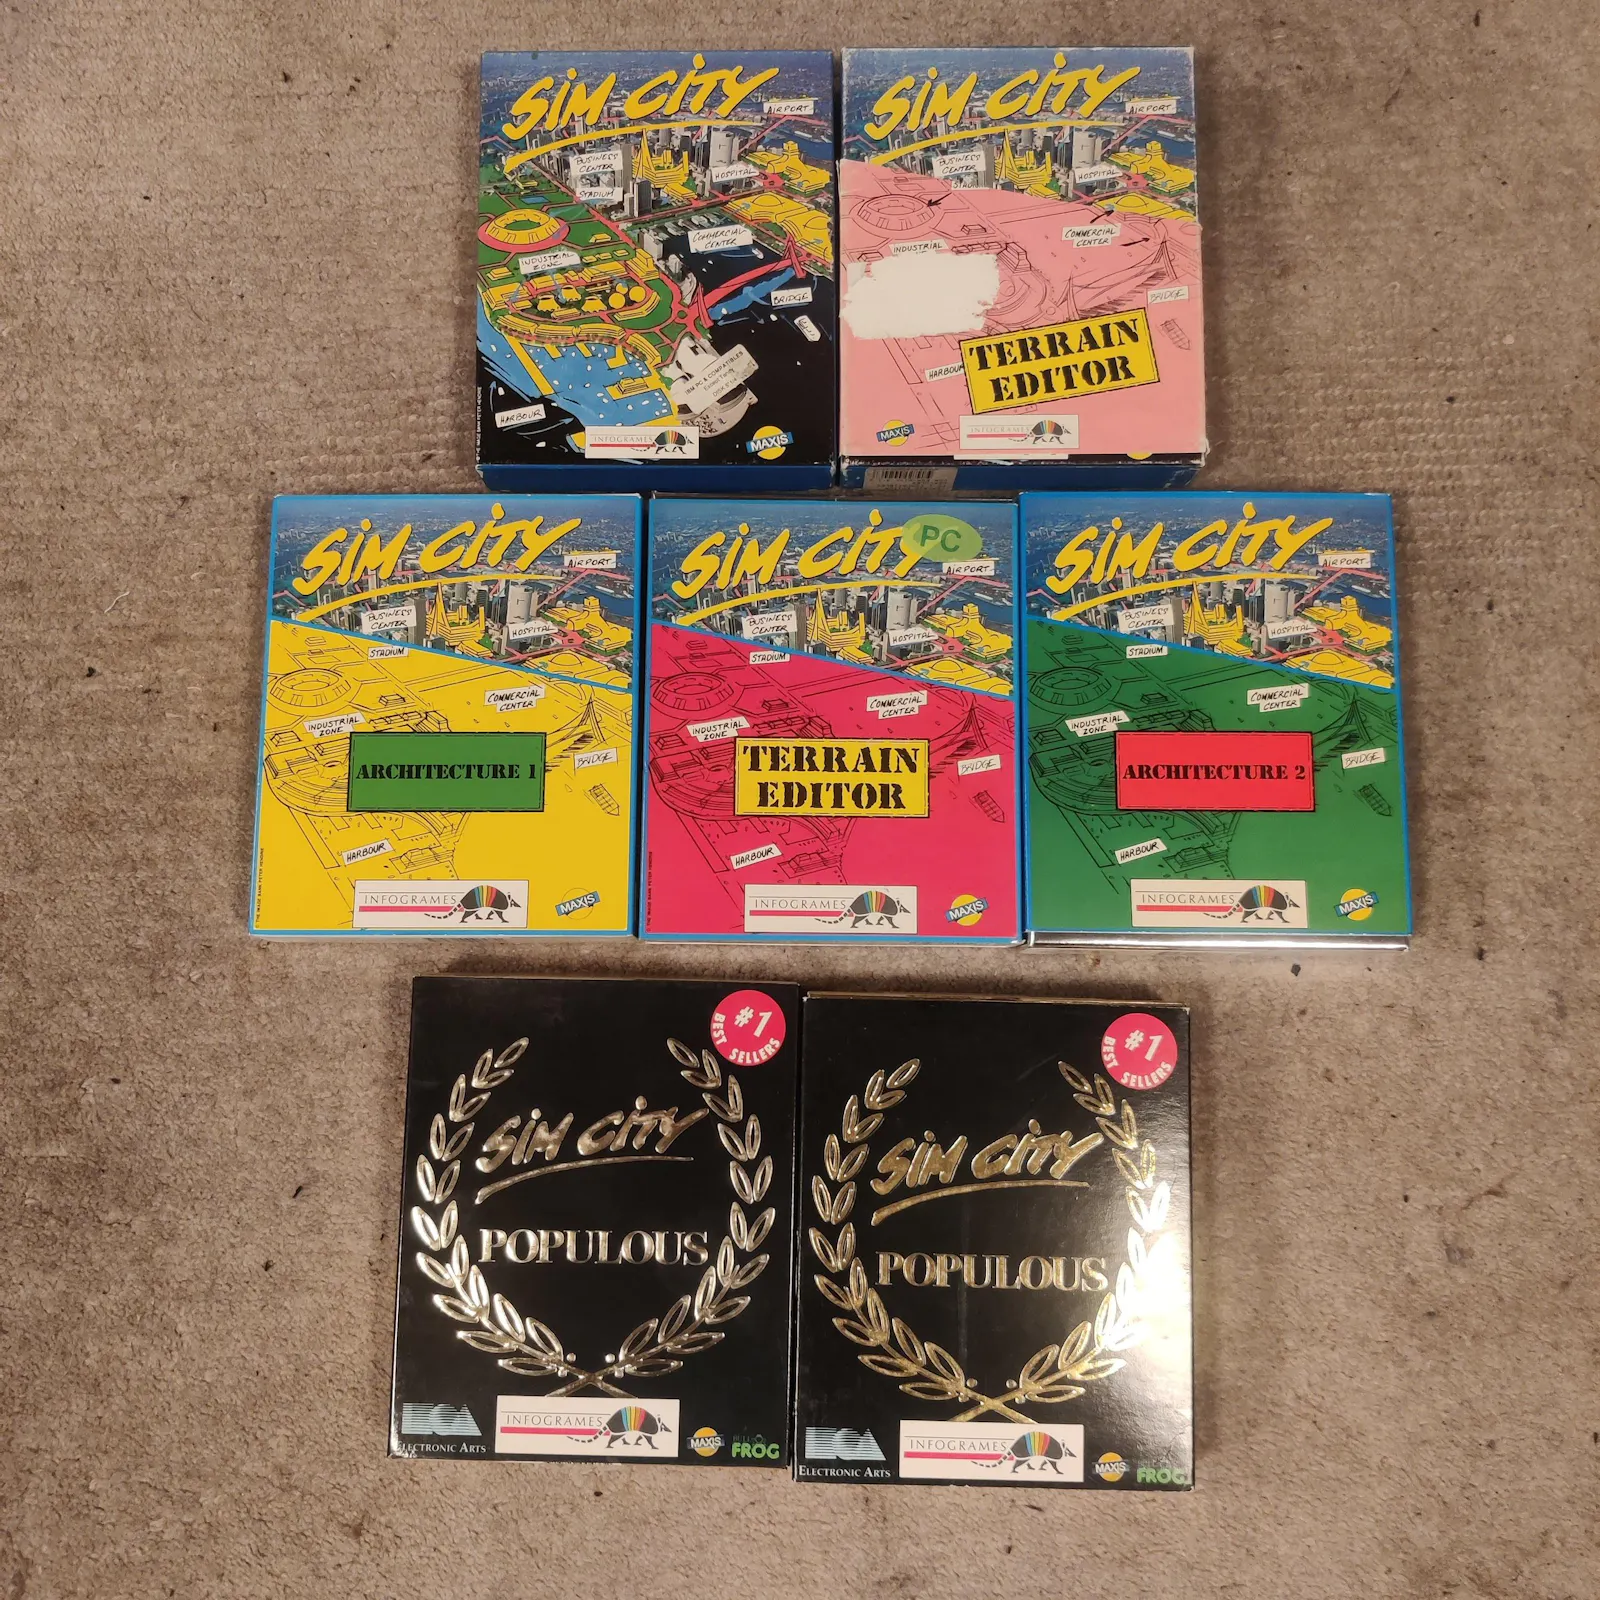 SiM CiTY
AIRPORT
BUSINESS
CENTER
HOSPITAL
STADIUM
COMMERCIAL
CENTER
INDUSTRIAL
ZONE
BRIDGE
IBM PC & COMPATIBLES
HARBOUR
INFOGRAMES
MAXIS
SiM CiTY
AIRPORT
BUSINESS
CENTER
HOSPITAL
COMMERCIAL
CENTER
INDUSTRIAL
BRIDGE
TERRAIN
EDITOR
HARBOUR
INFOGRAMES
MAXIS
SiM CiTY
AIRPORT
BUSINESS
CENTER
HOSPITAL
STADIUM
COMMERCIAL
CENTER
INDUSTRIAL
ZONE
BRIDGE
ARCHITECTURE 1
HARBOUR
INFOGRAMES
MAXIS
SiM CiTY
PC
AIRPORT
BUSINESS
CENTER
HOSPITAL
STADIUM
COMMERCIAL
CENTER
INDUSTRIAL
ZONE
BRIDGE
TERRAIN
EDITOR
HARBOUR
INFOGRAMES
MAXIS
SiM CiTY
AIRPORT
BUSINESS
CENTER
HOSPITAL
STADIUM
COMMERCIAL
CENTER
INDUSTRIAL
ZONE
BRIDGE
ARCHITECTURE 2
HARBOUR
INFOGRAMES
MAXIS
#1
BEST SELLERS
SiM CiTY
POPULOUS
ELECTRONIC ARTS
INFOGRAMES
MAXIS
BULLFROG
#1
BEST SELLERS
SiM CiTY
POPULOUS
ELECTRONIC ARTS
INFOGRAMES
MAXIS
FROG